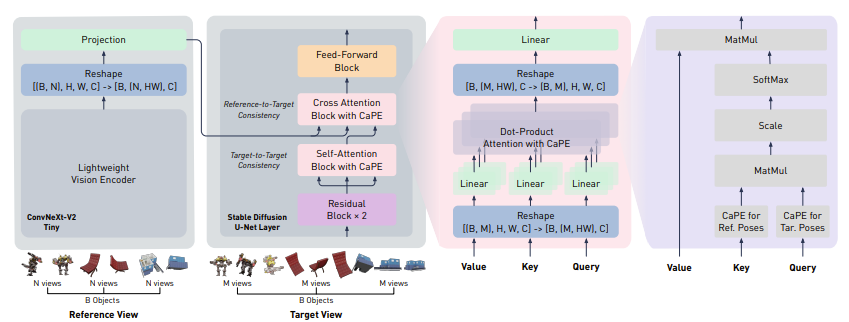 Projection
Reshape
[(B, N), H, W, C] -> [B, (N, HW), C]
Lightweight
Vision Encoder
ConvNeXt-V2
Tiny
N views
N views
N views
B Objects
Reference View
Feed-Forward
Block
Reference-to-Target
Consistency
Cross Attention
Block with CaPE
Target-to-Target
Consistency
Self-Attention
Block with CaPE
Residual
Block × 2
Stable Diffusion
U-Net Layer
M views
M views
M views
B Objects
Target View
Linear
Reshape
[B, (M, HW), C -> [B, M), H, W, C]
Dot-Product
Attention with CaPE
Linear
Linear
Linear
Reshape
[(B, M), H, W, C] -> [B, (M, HW), C]
Value
Key
Query
MatMul
SoftMax
Scale
MatMul
CaPE for
Ref. Poses
CaPE for
Tar. Poses
Value
Key
Query